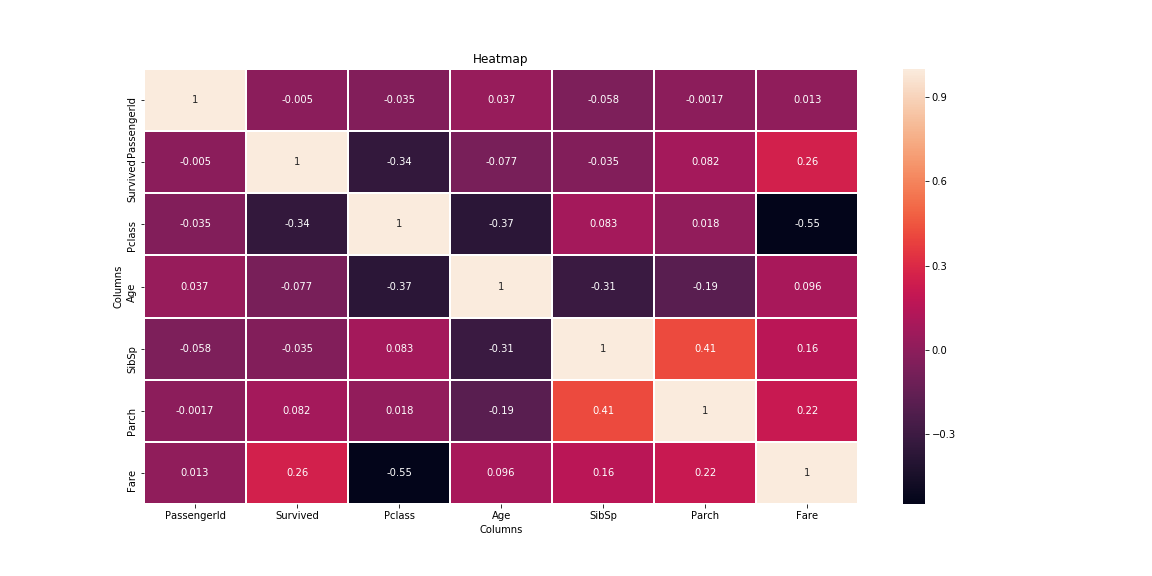 Heatmap
PassengerId 1 -0.005 -0.035 0.037 -0.058 -0.0017 0.013
Survived -0.005 1 -0.34 -0.077 -0.035 0.082 0.26
Pclass -0.035 -0.34 1 -0.37 0.083 0.018 -0.55
Columns
Age 0.037 -0.077 -0.37 1 -0.31 -0.19 0.096
SibSp -0.058 -0.035 0.083 -0.31 1 0.41 0.16
Parch -0.0017 0.082 0.018 -0.19 0.41 1 0.22
Fare 0.013 0.26 -0.55 0.096 0.16 0.22 1
PassengerId Survived Pclass Age SibSp Parch Fare
Columns
0.9
0.6
0.3
0.0
−0.3